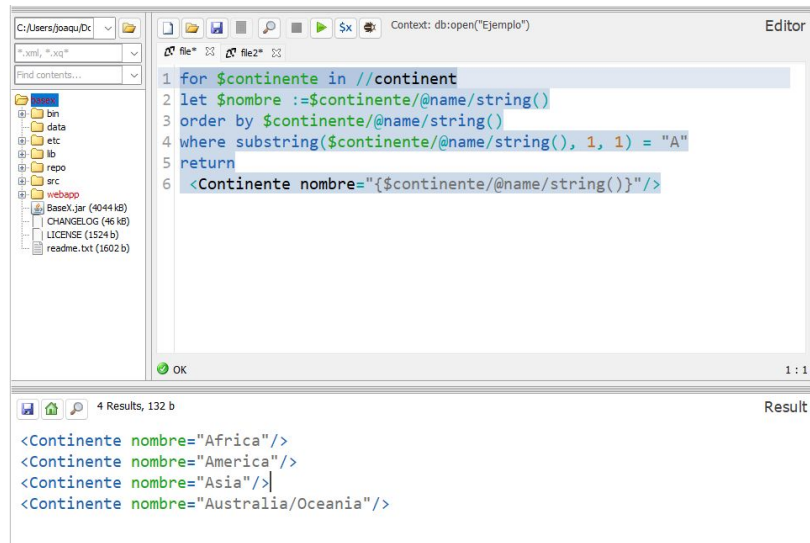 C:/Users/joaqu/Dc
Context: db:open("Ejemplo")
Editor
*.xml, *.xq*
file*
file2*
Find contents...
basex
bin
data
etc
lib
repo
src
webapp
BaseX.jar (4044 kB)
CHANGELOG (46 kB)
LICENSE (1524 b)
readme.txt (1602 b)
1 for $continente in //continent
2 let $nombre :=$continente/@name/string()
3 order by $continente/@name/string()
4 where substring($continente/@name/string(), 1, 1) = "A"
5 return
6 <Continente nombre="{$continente/@name/string()}"/>
OK
1 : 1
4 Results, 132 b
Result
<Continente nombre="Africa"/>
<Continente nombre="America"/>
<Continente nombre="Asia"/>
<Continente nombre="Australia/Oceania"/>